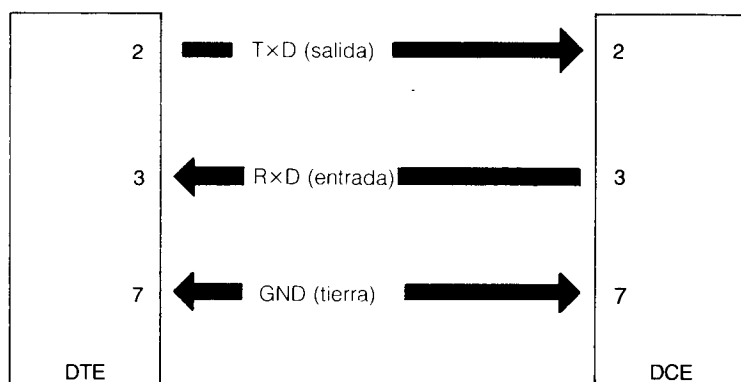 2 T×D (salida) 2
3 R×D (entrada) 3
7 GND (tierra) 7
DTE DCE